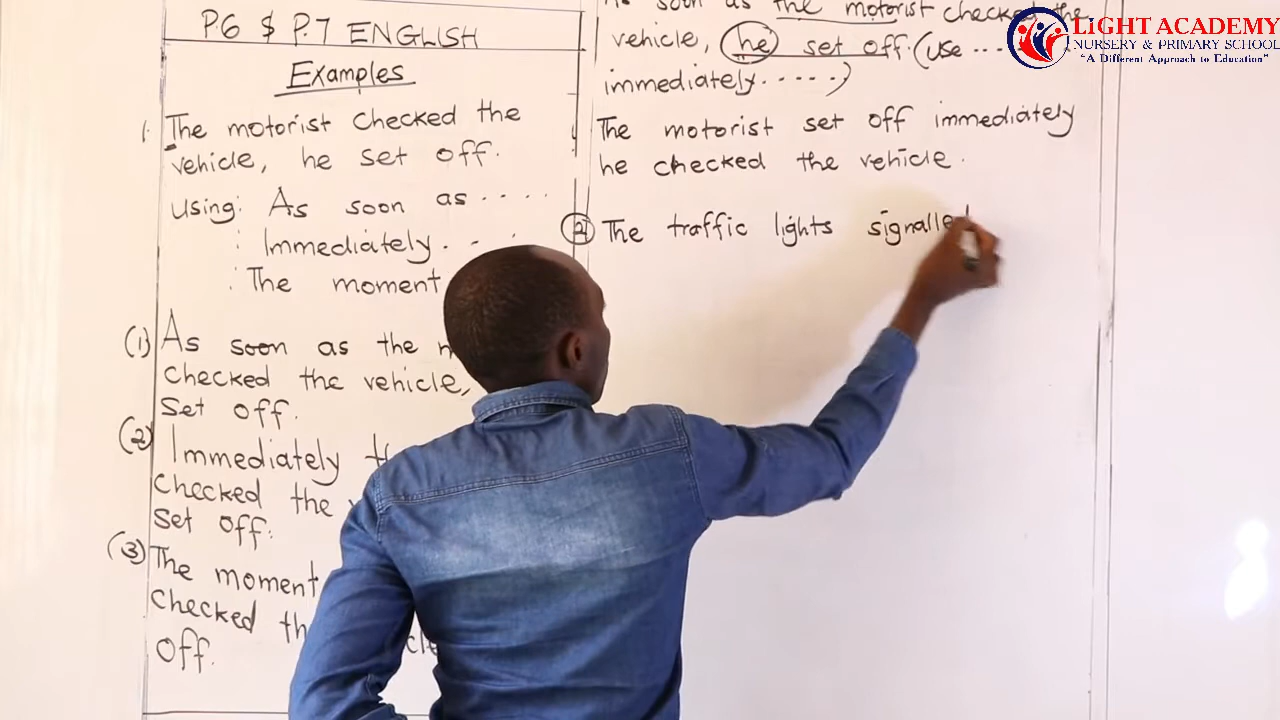 P.6 $ P.7 ENGLISH
Examples
1. The motorist checked the
vehicle, he set off.
Using: As soon as ....
: Immediately . . .
: The moment
(1) As soon as the
checked the vehicle,
set off.
(2) Immediately
checked the
set off.
(3) The moment
checked
off.
As soon as the motorist checked the
vehicle, he set off. (Use ...
immediately.....)
The motorist set off immediately
he checked the vehicle.
(2) The traffic lights signalled
LIGHT ACADEMY
NURSERY & PRIMARY SCHOOL
"A Different Approach to Education"